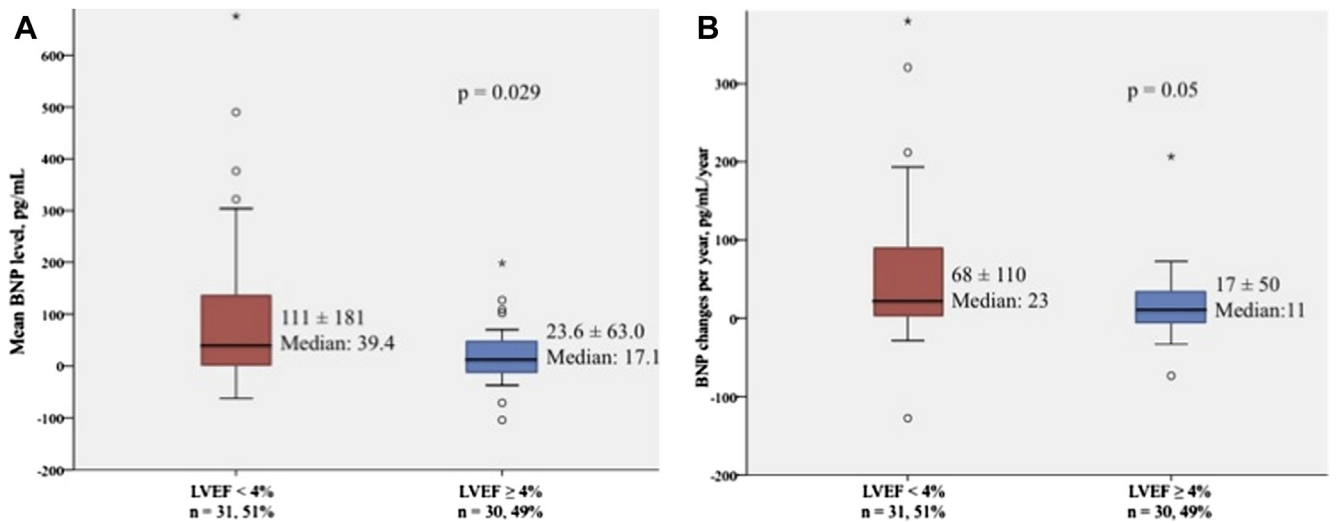 A
Mean BNP level, pg/mL
600
500
400
300
200
100
0
-100
-200
p = 0.029
111 ± 181
Median: 39.4
23.6 ± 63.0
Median: 17.1
LVEF < 4%
n = 31, 51%
LVEF ≥ 4%
n = 30, 49%
B
BNP changes per year, pg/mL/year
300
200
100
0
-100
-200
p = 0.05
68 ± 110
Median: 23
17 ± 50
Median:11
LVEF < 4%
n = 31, 51%
LVEF ≥ 4%
n = 30, 49%